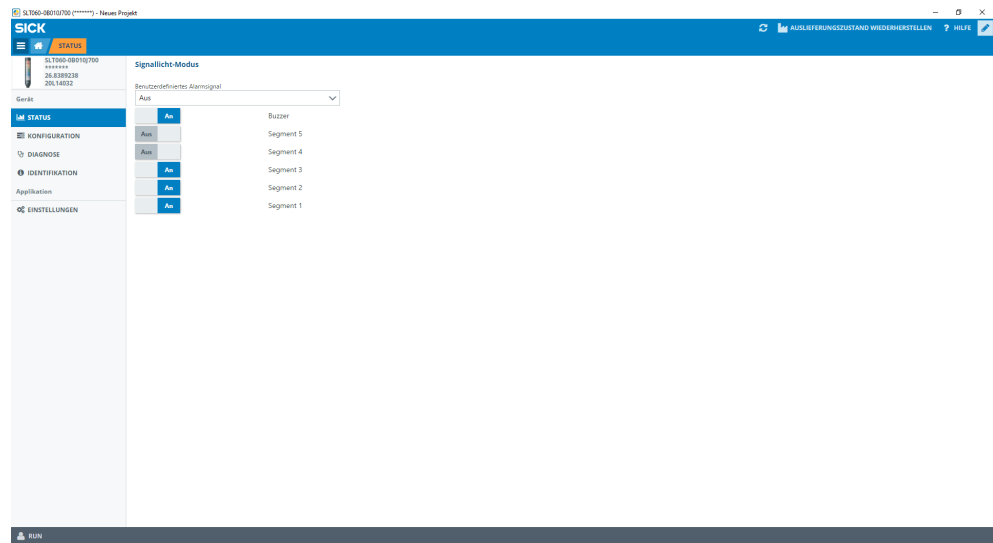 SLT060-0B010J700 (*******) - Neues Projekt
SICK
AUSLIEFERUNGSZUSTAND WIEDERHERSTELLEN
? HILFE
STATUS
SLT060-0B010J700
*******
26.8389238
20L14032
Gerät
STATUS
KONFIGURATION
DIAGNOSE
IDENTIFIKATION
Applikation
EINSTELLUNGEN
Signallicht-Modus
Benutzerdefiniertes Alarmsignal
Aus
An Buzzer
Aus Segment 5
Aus Segment 4
An Segment 3
An Segment 2
An Segment 1
RUN